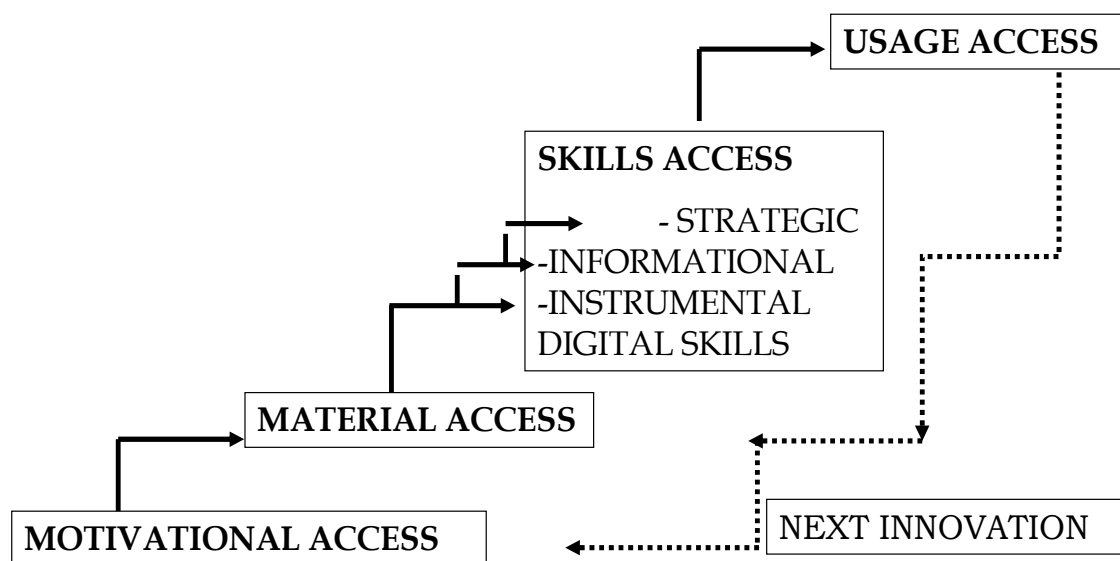 USAGE ACCESS
SKILLS ACCESS
- STRATEGIC
-INFORMATIONAL
-INSTRUMENTAL
DIGITAL SKILLS
MATERIAL ACCESS
MOTIVATIONAL ACCESS
NEXT INNOVATION